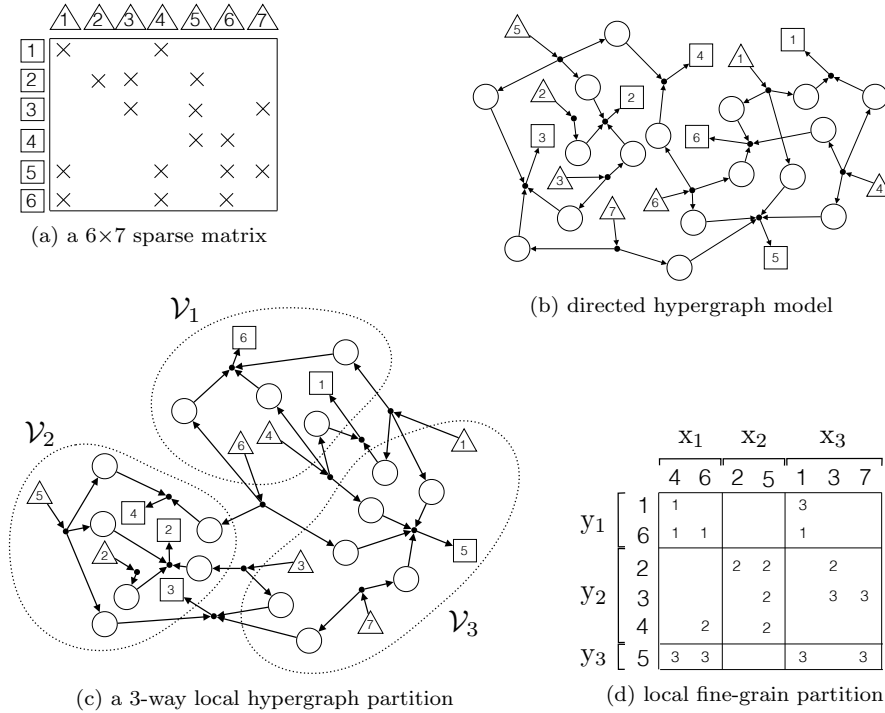 1 2 3 4 5 6 7
1 × ×
2 × × ×
3 × × ×
4 × ×
5 × × × ×
6 × × ×
(a) a 6×7 sparse matrix
5
4
1
1
2
2
3
6
3
6
7
4
5
(b) directed hypergraph model
𝒱1
6
1
6
4
1
𝒱2
5
4
2
2
3
3
5
7
𝒱3
(c) a 3-way local hypergraph partition
x1 x2 x3
4 6 2 5 1 3 7
y1
1 1 3
6 1 1 1
y2
2 2 2 2
3 2 3 3
4 2 2
y3
5 3 3 3 3
(d) local fine-grain partition